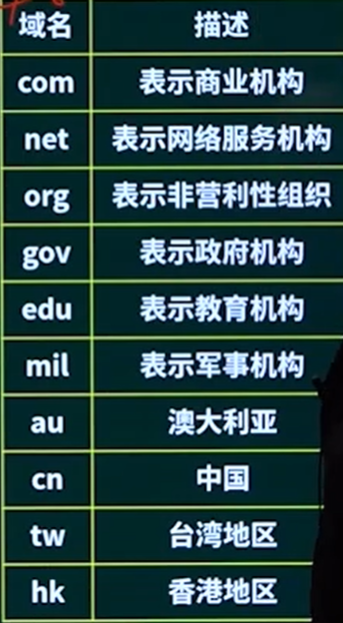 域名 描述
com 表示商业机构
net 表示网络服务机构
org 表示非营利性组织
gov 表示政府机构
edu 表示教育机构
mil 表示军事机构
au 澳大利亚
cn 中国
tw 台湾地区
hk 香港地区